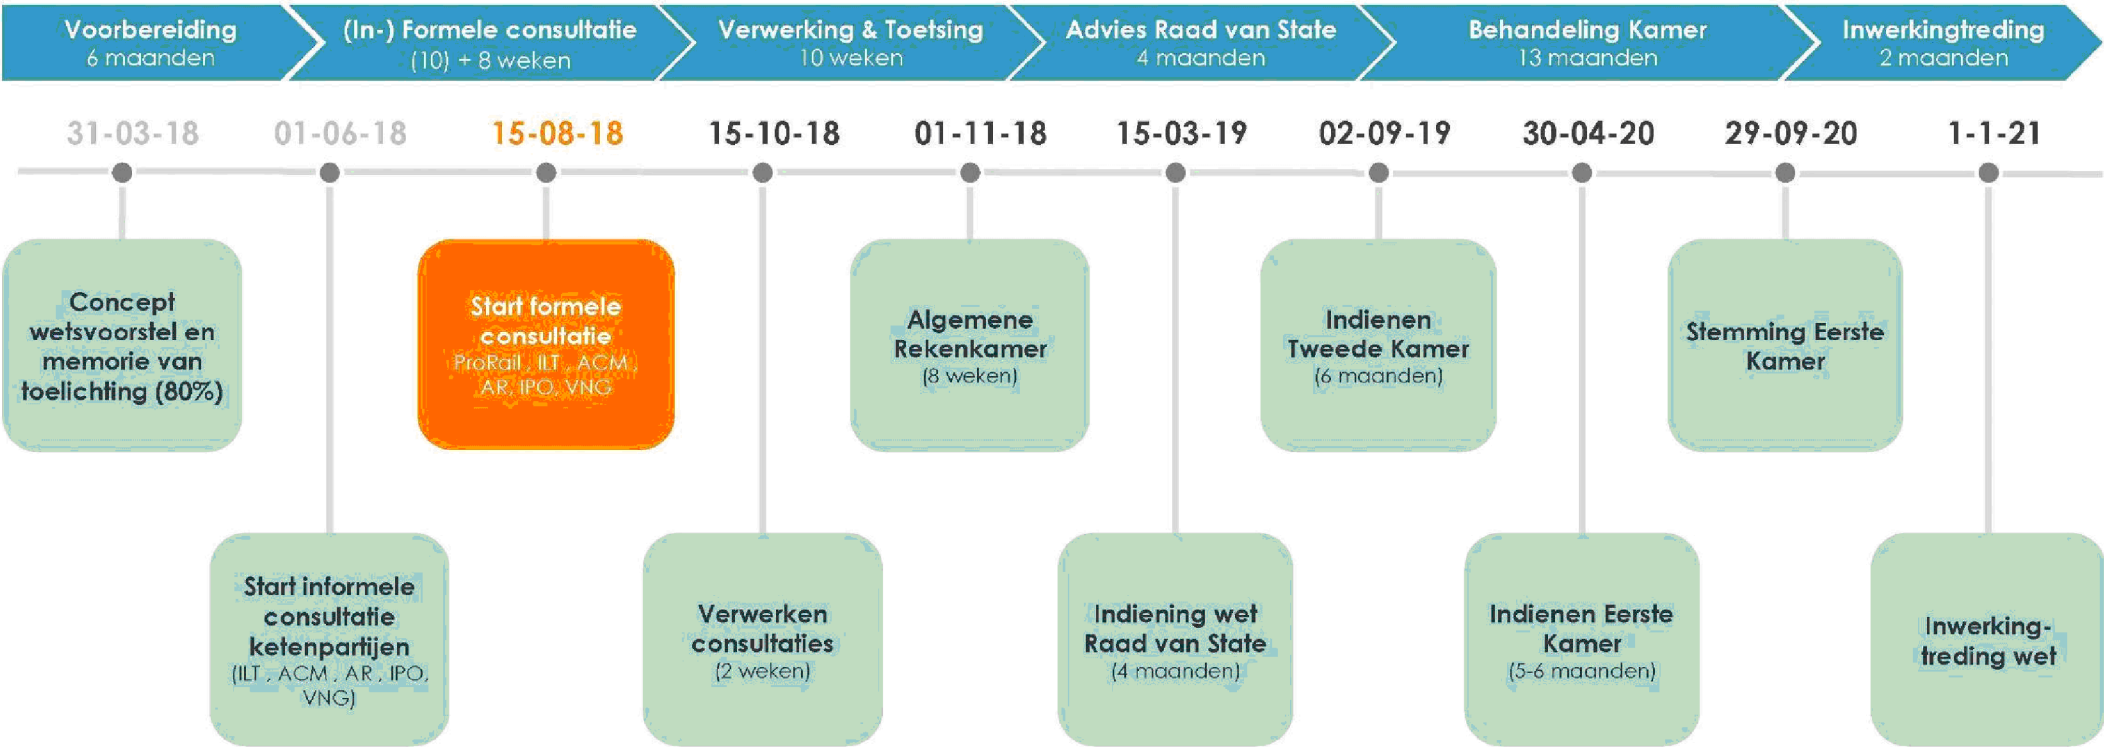 Voorbereiding
6 maanden
(In-) Formele consultatie
(10) + 8 weken
Verwerking & Toetsing
10 weken
Advies Raad van State
4 maanden
Behandeling Kamer
13 maanden
Inwerkingtreding
2 maanden
31-03-18
01-06-18
15-08-18
15-10-18
01-11-18
15-03-19
02-09-19
30-04-20
29-09-20
1-1-21
Concept
wetsvoorstel en
memorie van
toelichting (80%)
Start formele
consultatie
ProRail, ILT, ACM,
AR, IPO, VNG
Algemene
Rekenkamer
(8 weken)
Indienen
Tweede Kamer
(6 maanden)
Stemming Eerste
Kamer
Start informele
consultatie
ketenpartijen
(ILT, ACM, AR, IPO,
VNG)
Verwerken
consultaties
(2 weken)
Indiening wet
Raad van State
(4 maanden)
Indienen Eerste
Kamer
(5-6 maanden)
Inwerking-
treding wet